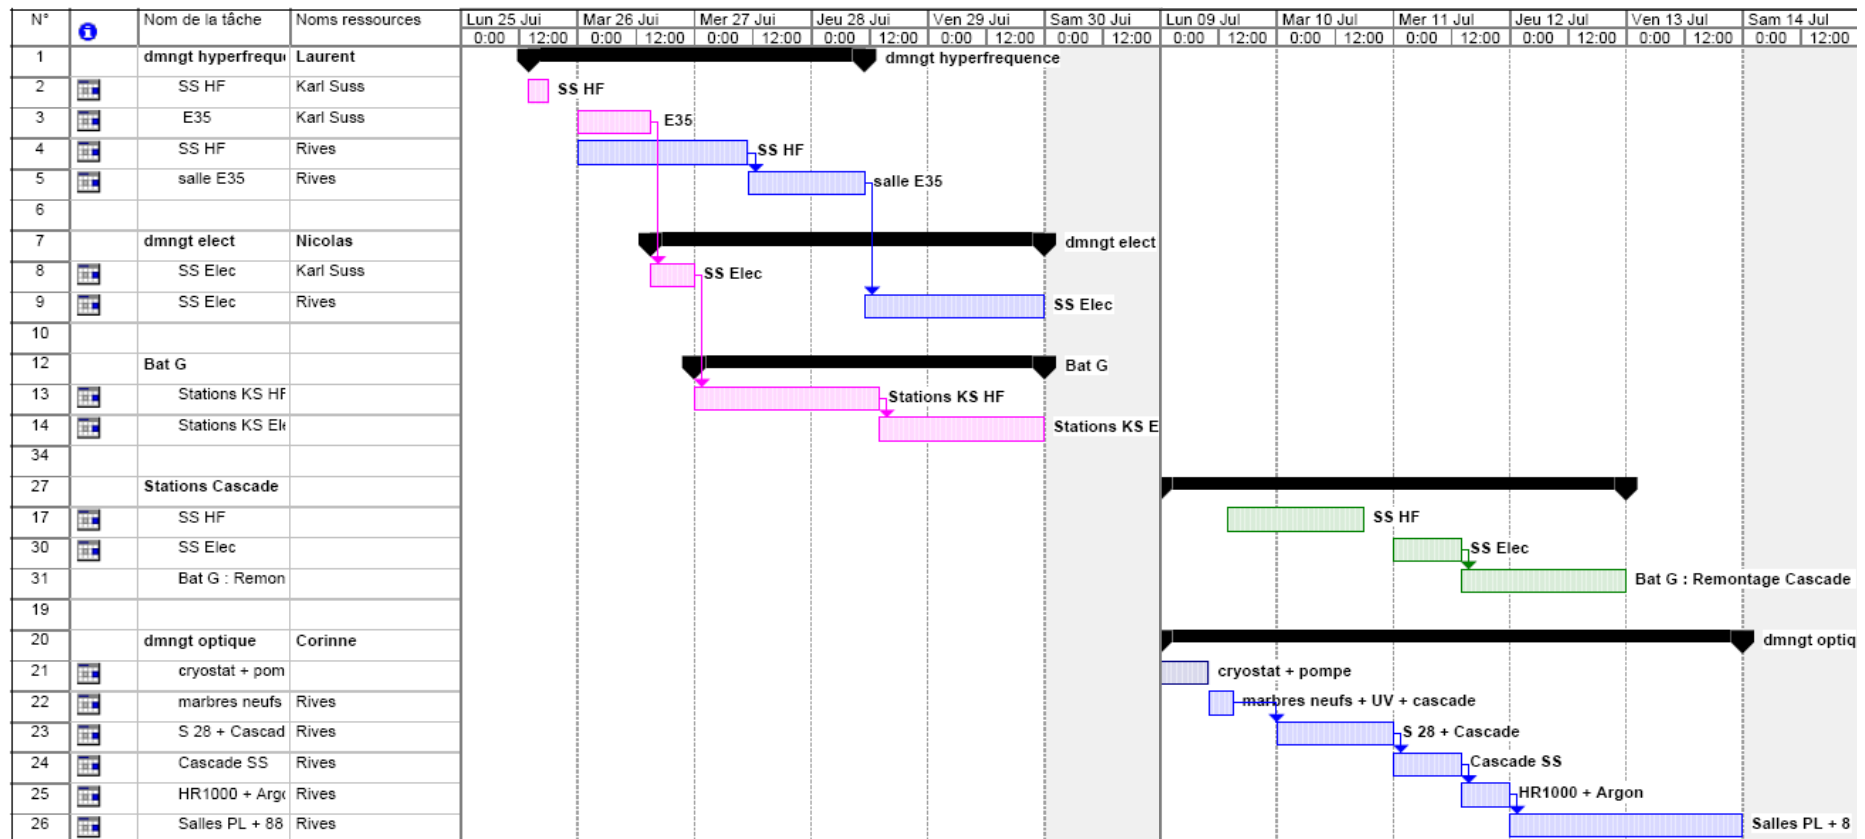 N° Nom de la tâche Noms ressources Lun 25 Jui Mar 26 Jui Mer 27 Jui Jeu 28 Jui Ven 29 Jui Sam 30 Jui Lun 09 Jul Mar 10 Jul Mer 11 Jul Jeu 12 Jul Ven 13 Jul Sam 14 Jul
0:00 12:00 0:00 12:00 0:00 12:00 0:00 12:00 0:00 12:00 0:00 12:00 0:00 12:00 0:00 12:00 0:00 12:00 0:00 12:00 0:00 12:00 0:00 12:00
1 dmngt hyperfreque Laurent dmngt hyperfrequence
2 SS HF Karl Suss SS HF
3 E35 Karl Suss E35
4 SS HF Rives SS HF
5 salle E35 Rives salle E35
6
7 dmngt elect Nicolas dmngt elect
8 SS Elec Karl Suss SS Elec
9 SS Elec Rives SS Elec
10
12 Bat G Bat G
13 Stations KS HF Stations KS HF
14 Stations KS Ele Stations KS E
34
27 Stations Cascade
17 SS HF SS HF
30 SS Elec SS Elec
31 Bat G : Remon Bat G : Remontage Cascade
19
20 dmngt optique Corinne dmngt optiq
21 cryostat + pom cryostat + pompe
22 marbres neufs Rives marbres neufs + UV + cascade
23 S 28 + Cascad Rives S 28 + Cascade
24 Cascade SS Rives Cascade SS
25 HR1000 + Argo Rives HR1000 + Argon
26 Salles PL + 88 Rives Salles PL + 8